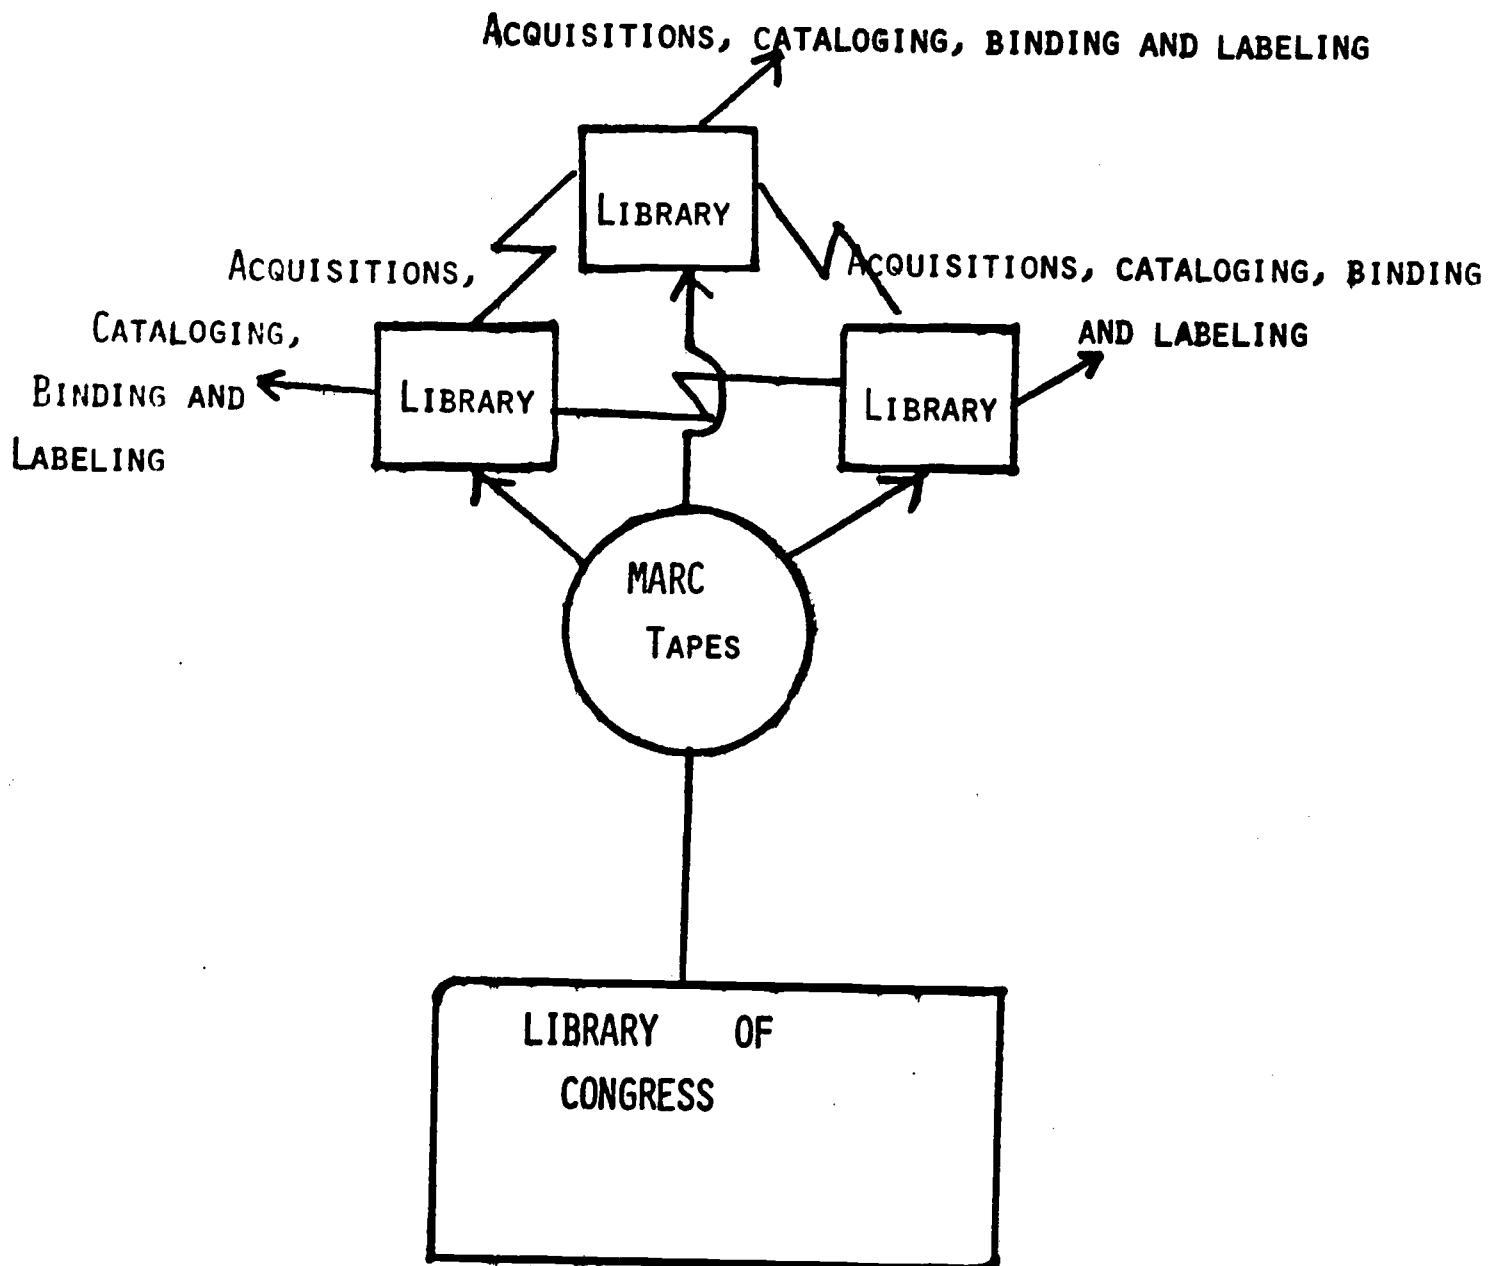 ACQUISITIONS, CATALOGING, BINDING AND LABELING
LIBRARY
ACQUISITIONS,
CATALOGING,
BINDING AND
LABELING
LIBRARY
ACQUISITIONS, CATALOGING, BINDING
AND LABELING
LIBRARY
MARC
TAPES
LIBRARY OF
CONGRESS